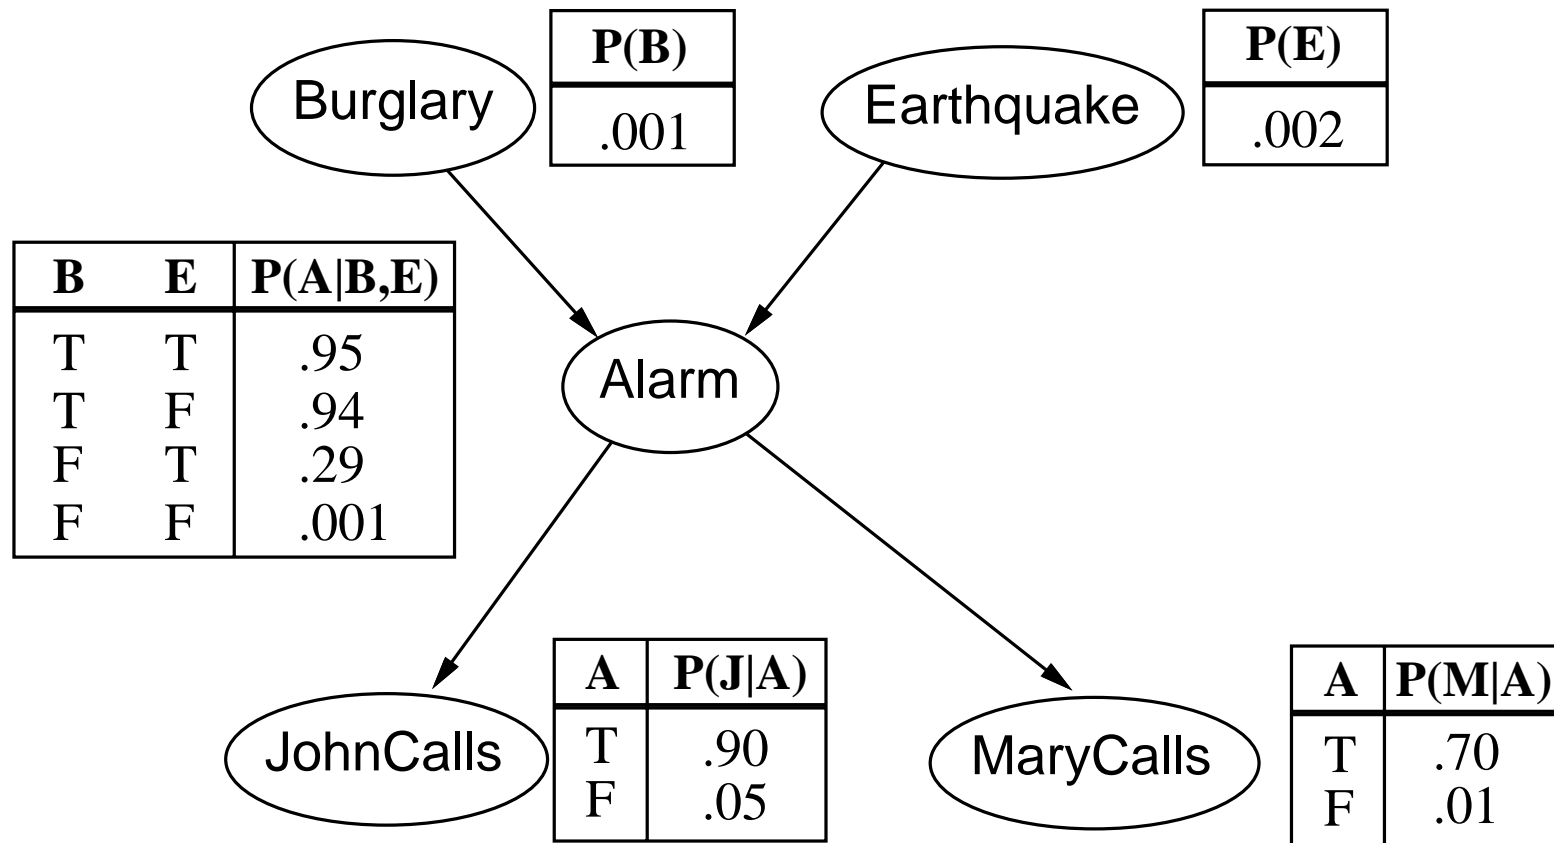 Burglary
P(B)
.001
Earthquake
P(E)
.002
B E P(A|B,E)
T T .95
T F .94
F T .29
F F .001
Alarm
JohnCalls
A P(J|A)
T .90
F .05
MaryCalls
A P(M|A)
T .70
F .01